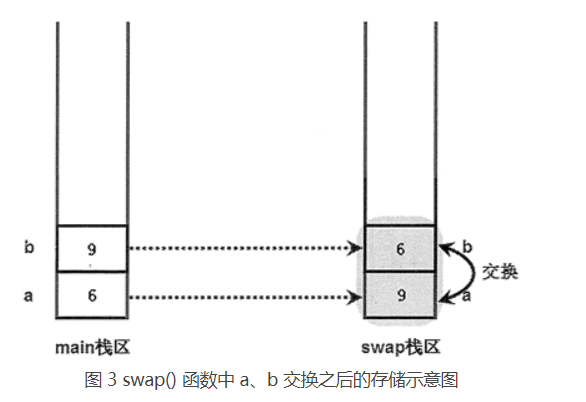 b 9 6 b
交换
a 6 9 a
main栈区 swap栈区
图 3 swap() 函数中 a、b 交换之后的存储示意图